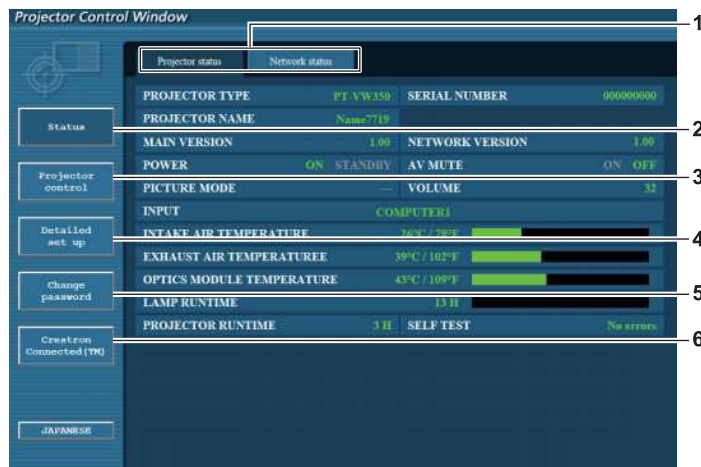 Projector Control Window
1
Projector status Network status
PROJECTOR TYPE PT-VW350 SERIAL NUMBER 000000000
PROJECTOR NAME Name7719
Status
2
MAIN VERSION 1.00 NETWORK VERSION 1.00
POWER ON STANDBY AV MUTE ON OFF
Projector
control
3
PICTURE MODE — VOLUME 32
INPUT COMPUTER1
INTAKE AIR TEMPERATURE 26°C / 78°F
Detailed
set up
4
EXHAUST AIR TEMPERATUREE 39°C / 102°F
OPTICS MODULE TEMPERATURE 43°C / 109°F
Change
password
5
LAMP RUNTIME 13 H
PROJECTOR RUNTIME 3 H SELF TEST No errors
Crestron
Connected(TM)
6
JAPANESE